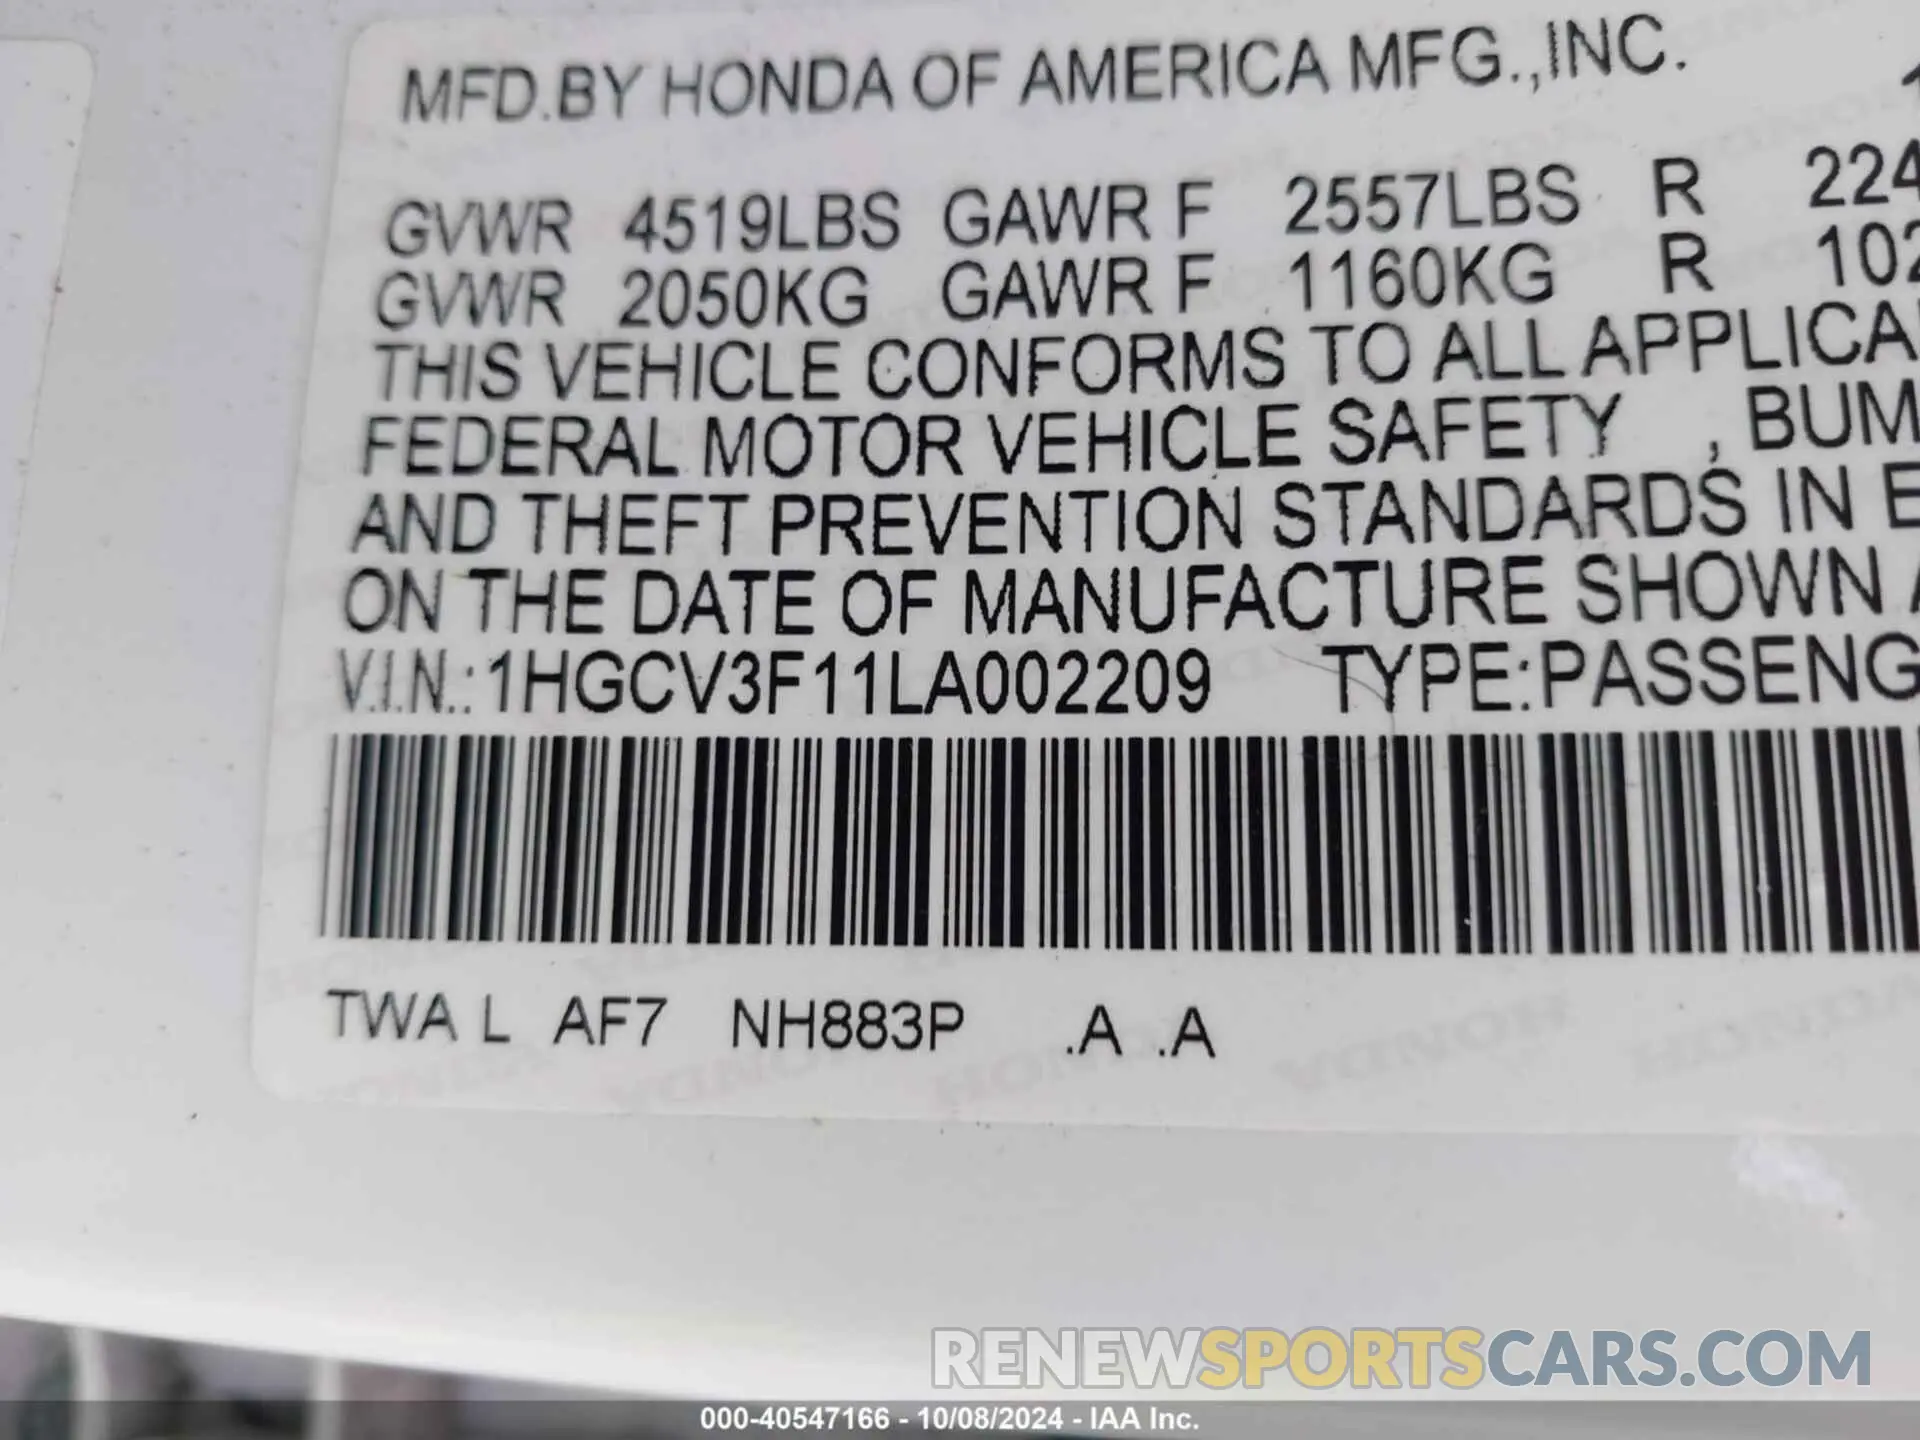 MFD.BY HONDA OF AMERICA MFG.,INC.
GVWR 4519LBS GAWR F 2557LBS R 224
GVWR 2050KG GAWR F 1160KG R 102
THIS VEHICLE CONFORMS TO ALL APPLICA
FEDERAL MOTOR VEHICLE SAFETY , BUM
AND THEFT PREVENTION STANDARDS IN E
ON THE DATE OF MANUFACTURE SHOWN A
V.I.N.:1HGCV3F11LA002209 TYPE:PASSENG
TWA L AF7 NH883P .A .A
RENEWSPORTSCARS.COM
000-40547166 - 10/08/2024 - IAA Inc.